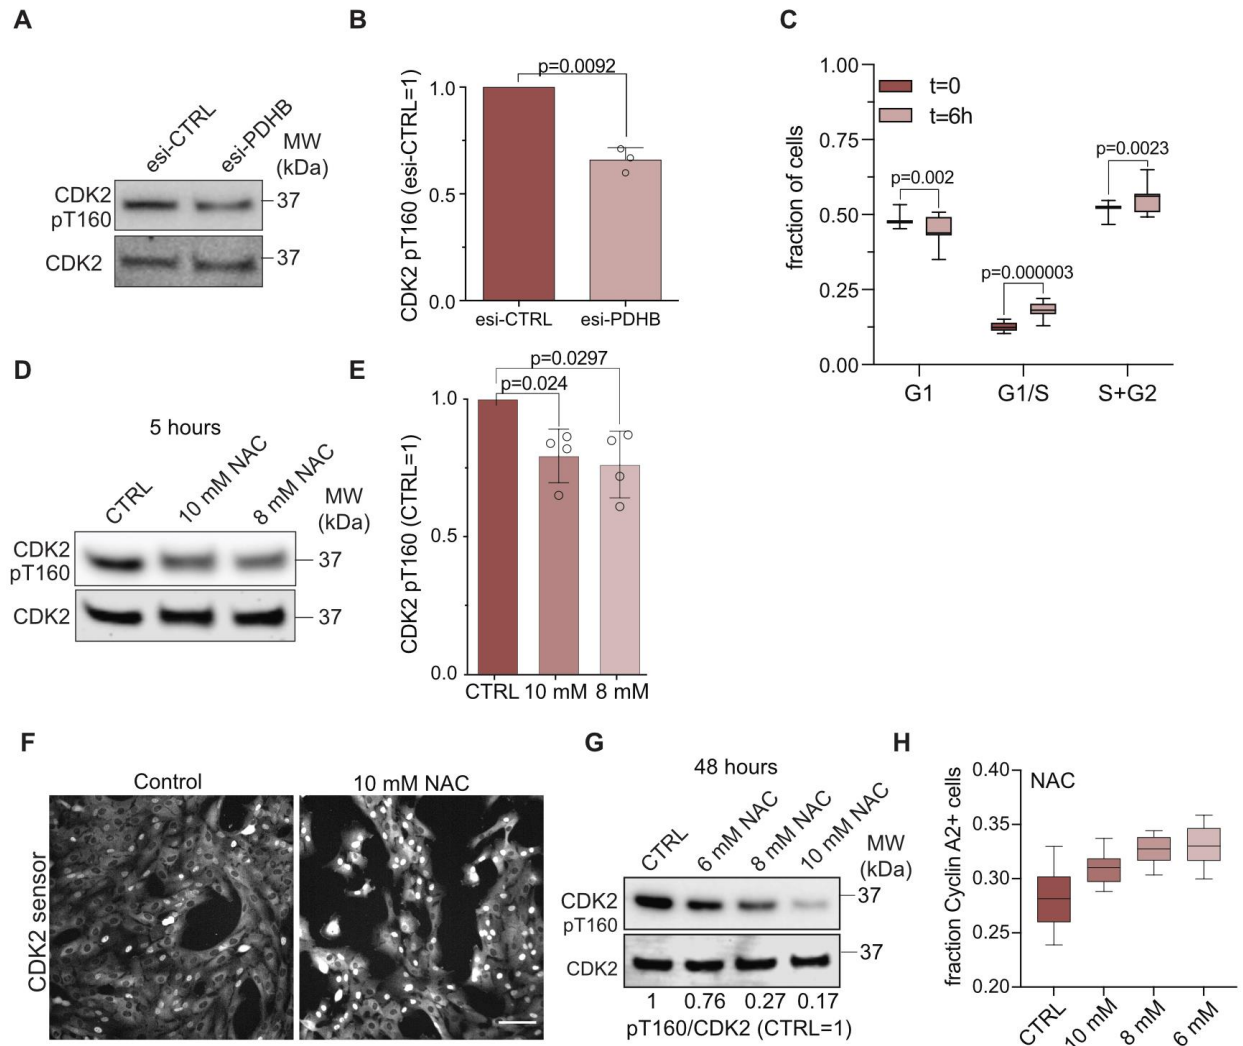 A
esi-CTRL
esi-PDHB
MW
(kDa)
CDK2
pT160
37
CDK2
37
B
p=0.0092
CDK2 pT160 (esi-CTRL=1)
1.0
0.5
0.0
esi-CTRL
esi-PDHB
C
fraction of cells
1.00
0.75
0.50
0.25
0.00
t=0
t=6h
p=0.002
p=0.000003
p=0.0023
G1
G1/S
S+G2
D
5 hours
CTRL
10 mM NAC
8 mM NAC
MW
(kDa)
CDK2
pT160
37
CDK2
37
E
p=0.0297
p=0.024
CDK2 pT160 (CTRL=1)
1.0
0.5
0.0
CTRL
10 mM
8 mM
F
Control
10 mM NAC
CDK2 sensor
G
48 hours
CTRL
6 mM NAC
8 mM NAC
10 mM NAC
MW
(kDa)
CDK2
pT160
37
CDK2
37
1 0.76 0.27 0.17
pT160/CDK2 (CTRL=1)
H
NAC
fraction Cyclin A2+ cells
0.40
0.35
0.30
0.25
0.20
CTRL
10 mM
8 mM
6 mM